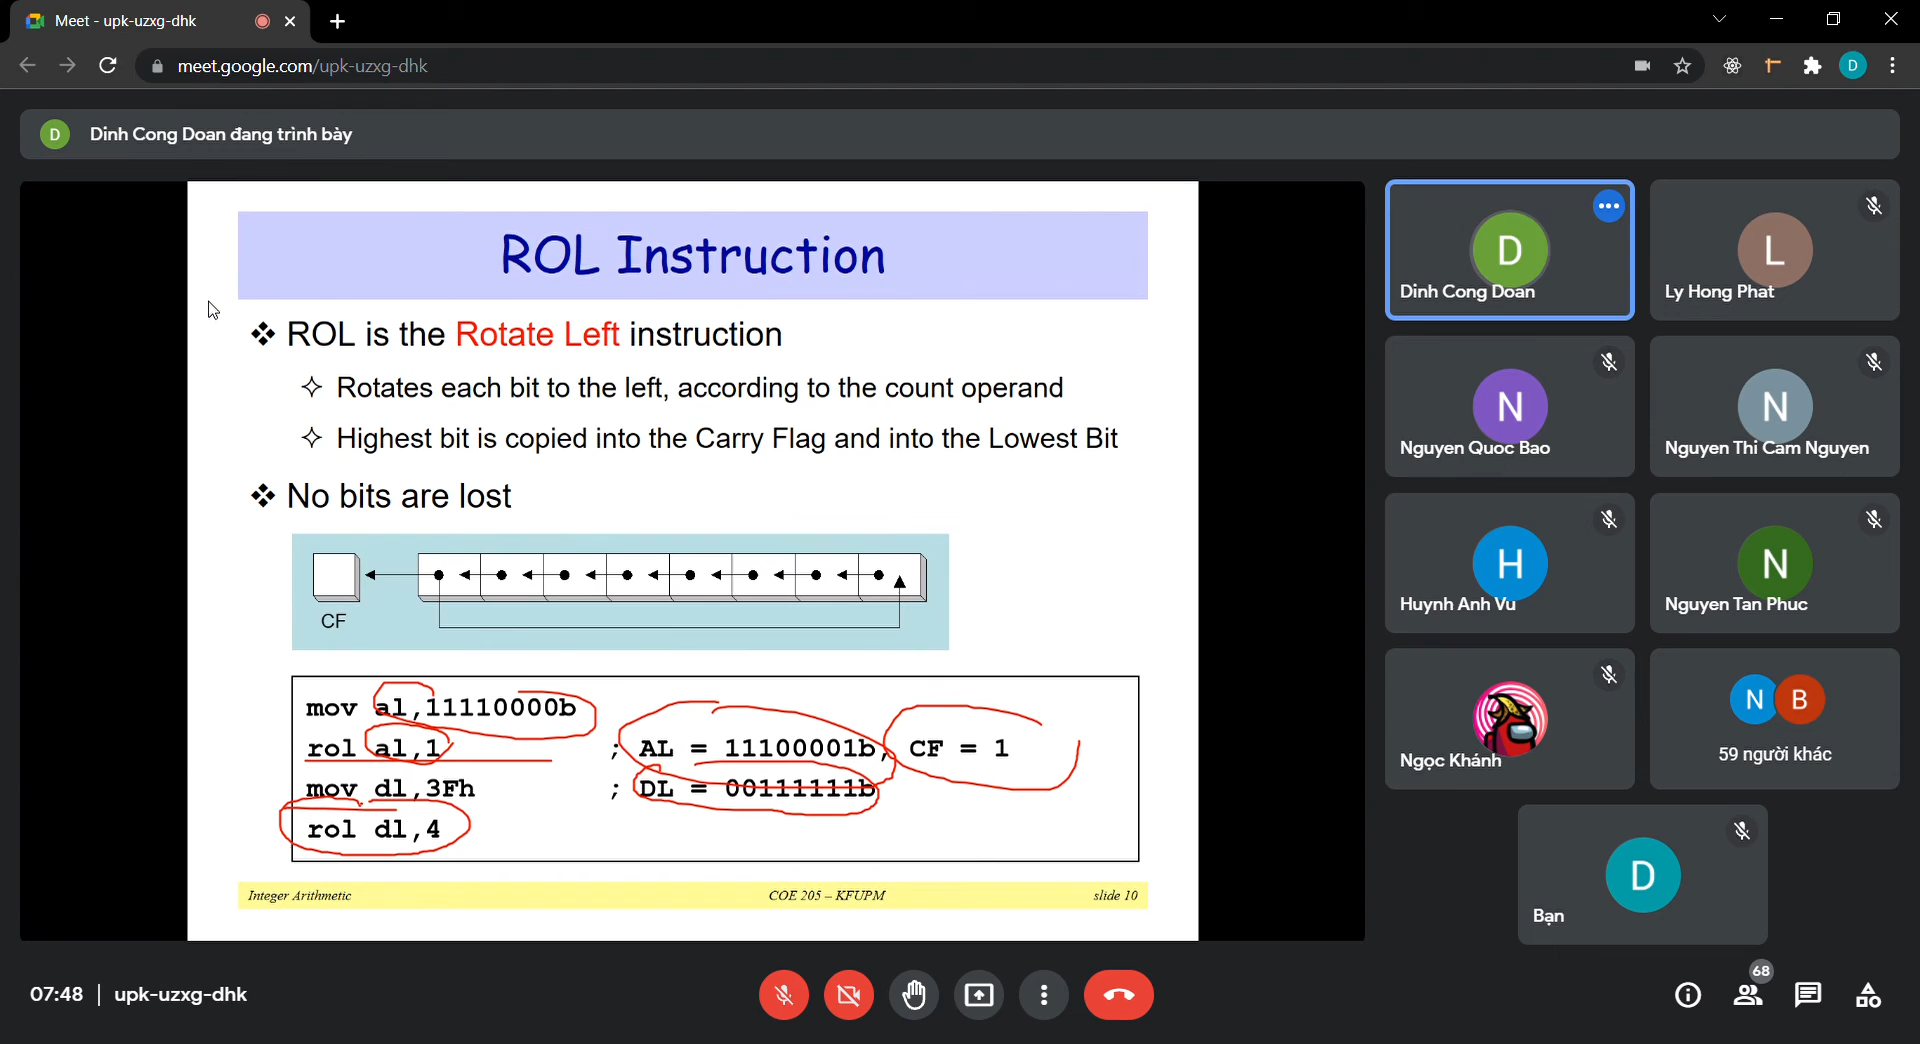 Meet - upk-uzxg-dhk
meet.google.com/upk-uzxg-dhk
D
D
Dinh Cong Doan đang trình bày
ROL Instruction
ROL is the Rotate Left instruction
Rotates each bit to the left, according to the count operand
Highest bit is copied into the Carry Flag and into the Lowest Bit
No bits are lost
CF
mov al,11110000b
rol al,1 ; AL = 11100001b, CF = 1
mov dl,3Fh ; DL = 00111111b
rol dl,4
Integer Arithmetic COE 205 – KFUPM slide 10
D
Dinh Cong Doan
L
Ly Hong Phat
N
Nguyen Quoc Bao
N
Nguyen Thi Cam Nguyen
H
Huynh Anh Vu
N
Nguyen Tan Phuc
Ngọc Khánh
N B
59 người khác
D
Bạn
07:48 | upk-uzxg-dhk
68